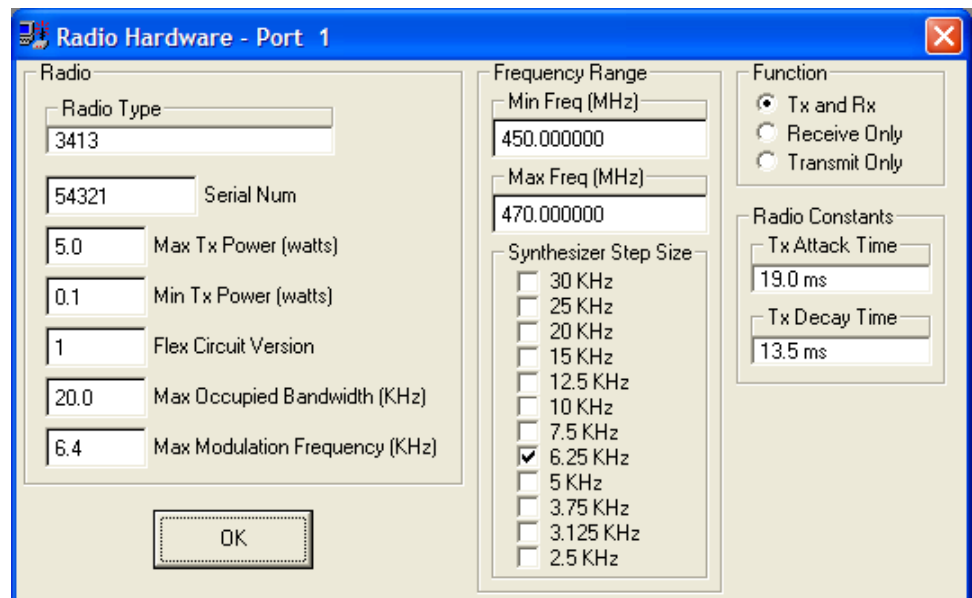 Radio Hardware - Port 1
Radio
Radio Type
3413
54321 Serial Num
5.0 Max Tx Power (watts)
0.1 Min Tx Power (watts)
1 Flex Circuit Version
20.0 Max Occupied Bandwidth (KHz)
6.4 Max Modulation Frequency (KHz)
OK
Frequency Range
Min Freq (MHz)
450.000000
Max Freq (MHz)
470.000000
Synthesizer Step Size
30 KHz
25 KHz
20 KHz
15 KHz
12.5 KHz
10 KHz
7.5 KHz
6.25 KHz
5 KHz
3.75 KHz
3.125 KHz
2.5 KHz
Function
Tx and Rx
Receive Only
Transmit Only
Radio Constants
Tx Attack Time
19.0 ms
Tx Decay Time
13.5 ms